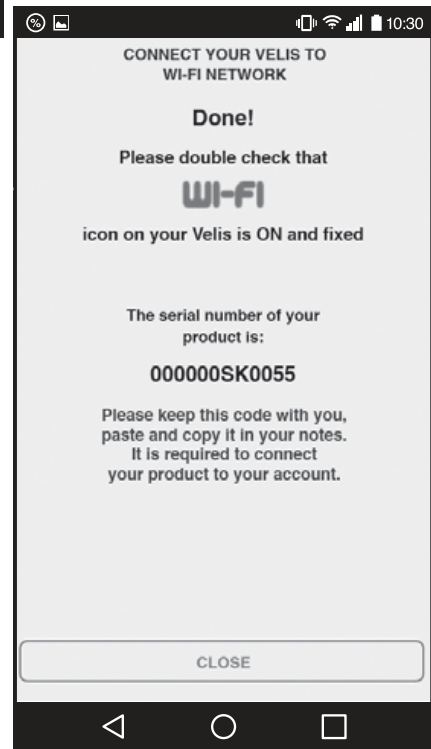 10:30
CONNECT YOUR VELIS TO
WI-FI NETWORK
Done!
Please double check that
WI-FI
icon on your Velis is ON and fixed
The serial number of your
product is:
000000SK0055
Please keep this code with you,
paste and copy it in your notes.
It is required to connect
your product to your account.
CLOSE